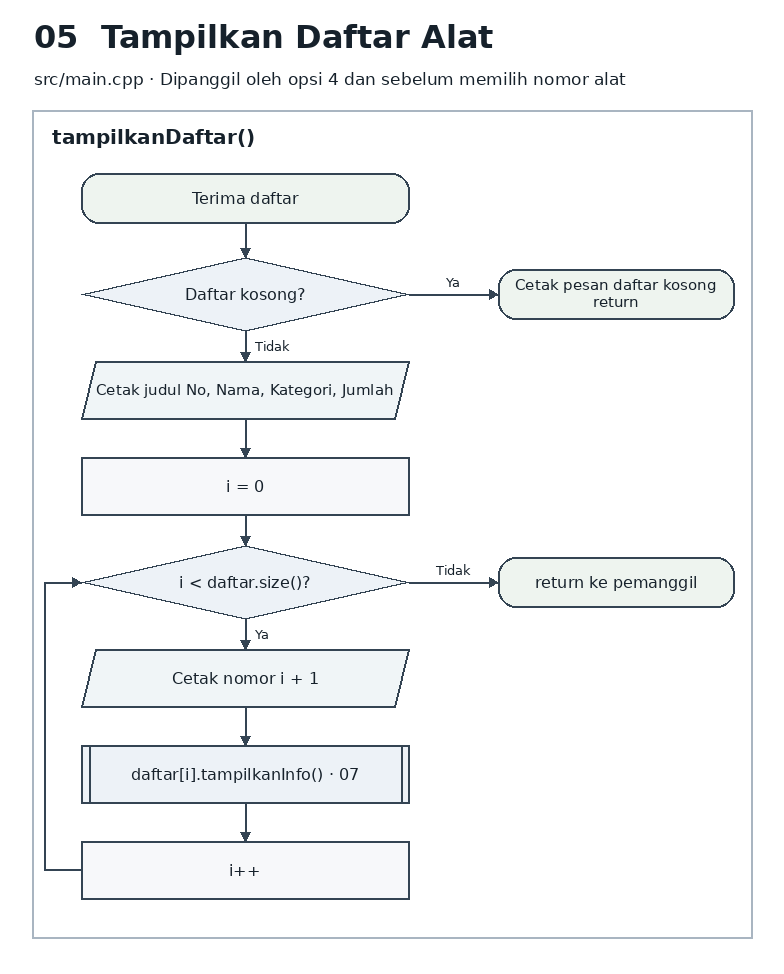 05 Tampilkan Daftar Alat
src/main.cpp · Dipanggil oleh opsi 4 dan sebelum memilih nomor alat
tampilkanDaftar()
Terima daftar
Daftar kosong?
Ya
Cetak pesan daftar kosong
return
Tidak
Cetak judul No, Nama, Kategori, Jumlah
i = 0
i < daftar.size()?
Tidak
return ke pemanggil
Ya
Cetak nomor i + 1
daftar[i].tampilkanInfo() · 07
i++